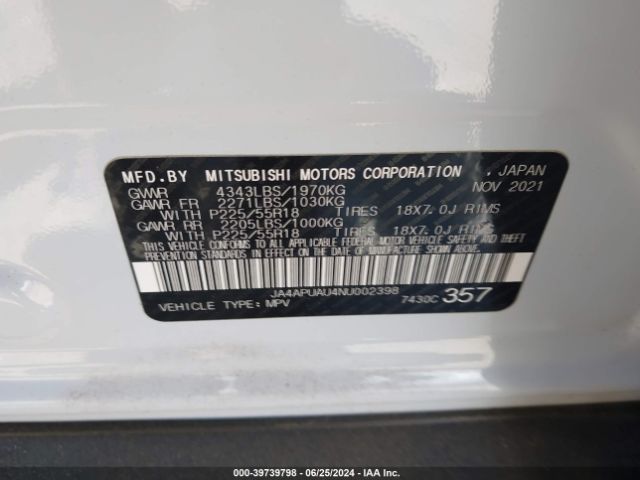 MFD.BY MITSUBISHI MOTORS CORPORATION , JAPAN
GVWR 4343LBS/1970KG NOV 2021
GAWR FR 2271LBS/1030KG
WITH P225/55R18 TIRES 18X7.0J RIMS
GAWR RR 2205LBS/1000KG
WITH P225/55R18 TIRES 18X7.0J RIMS
THIS VEHICLE CONFORMS TO ALL APPLICABLE FEDERAL MOTOR VEHICLE SAFETY AND THEFT
PREVENTION STANDARDS IN EFFECT ON THE DATE OF MANUFACTURE SHOWN ABOVE.
JA4APUAU4NU002398 7430C 357
VEHICLE TYPE: MPV
000-39739798 - 06/25/2024 - IAA Inc.